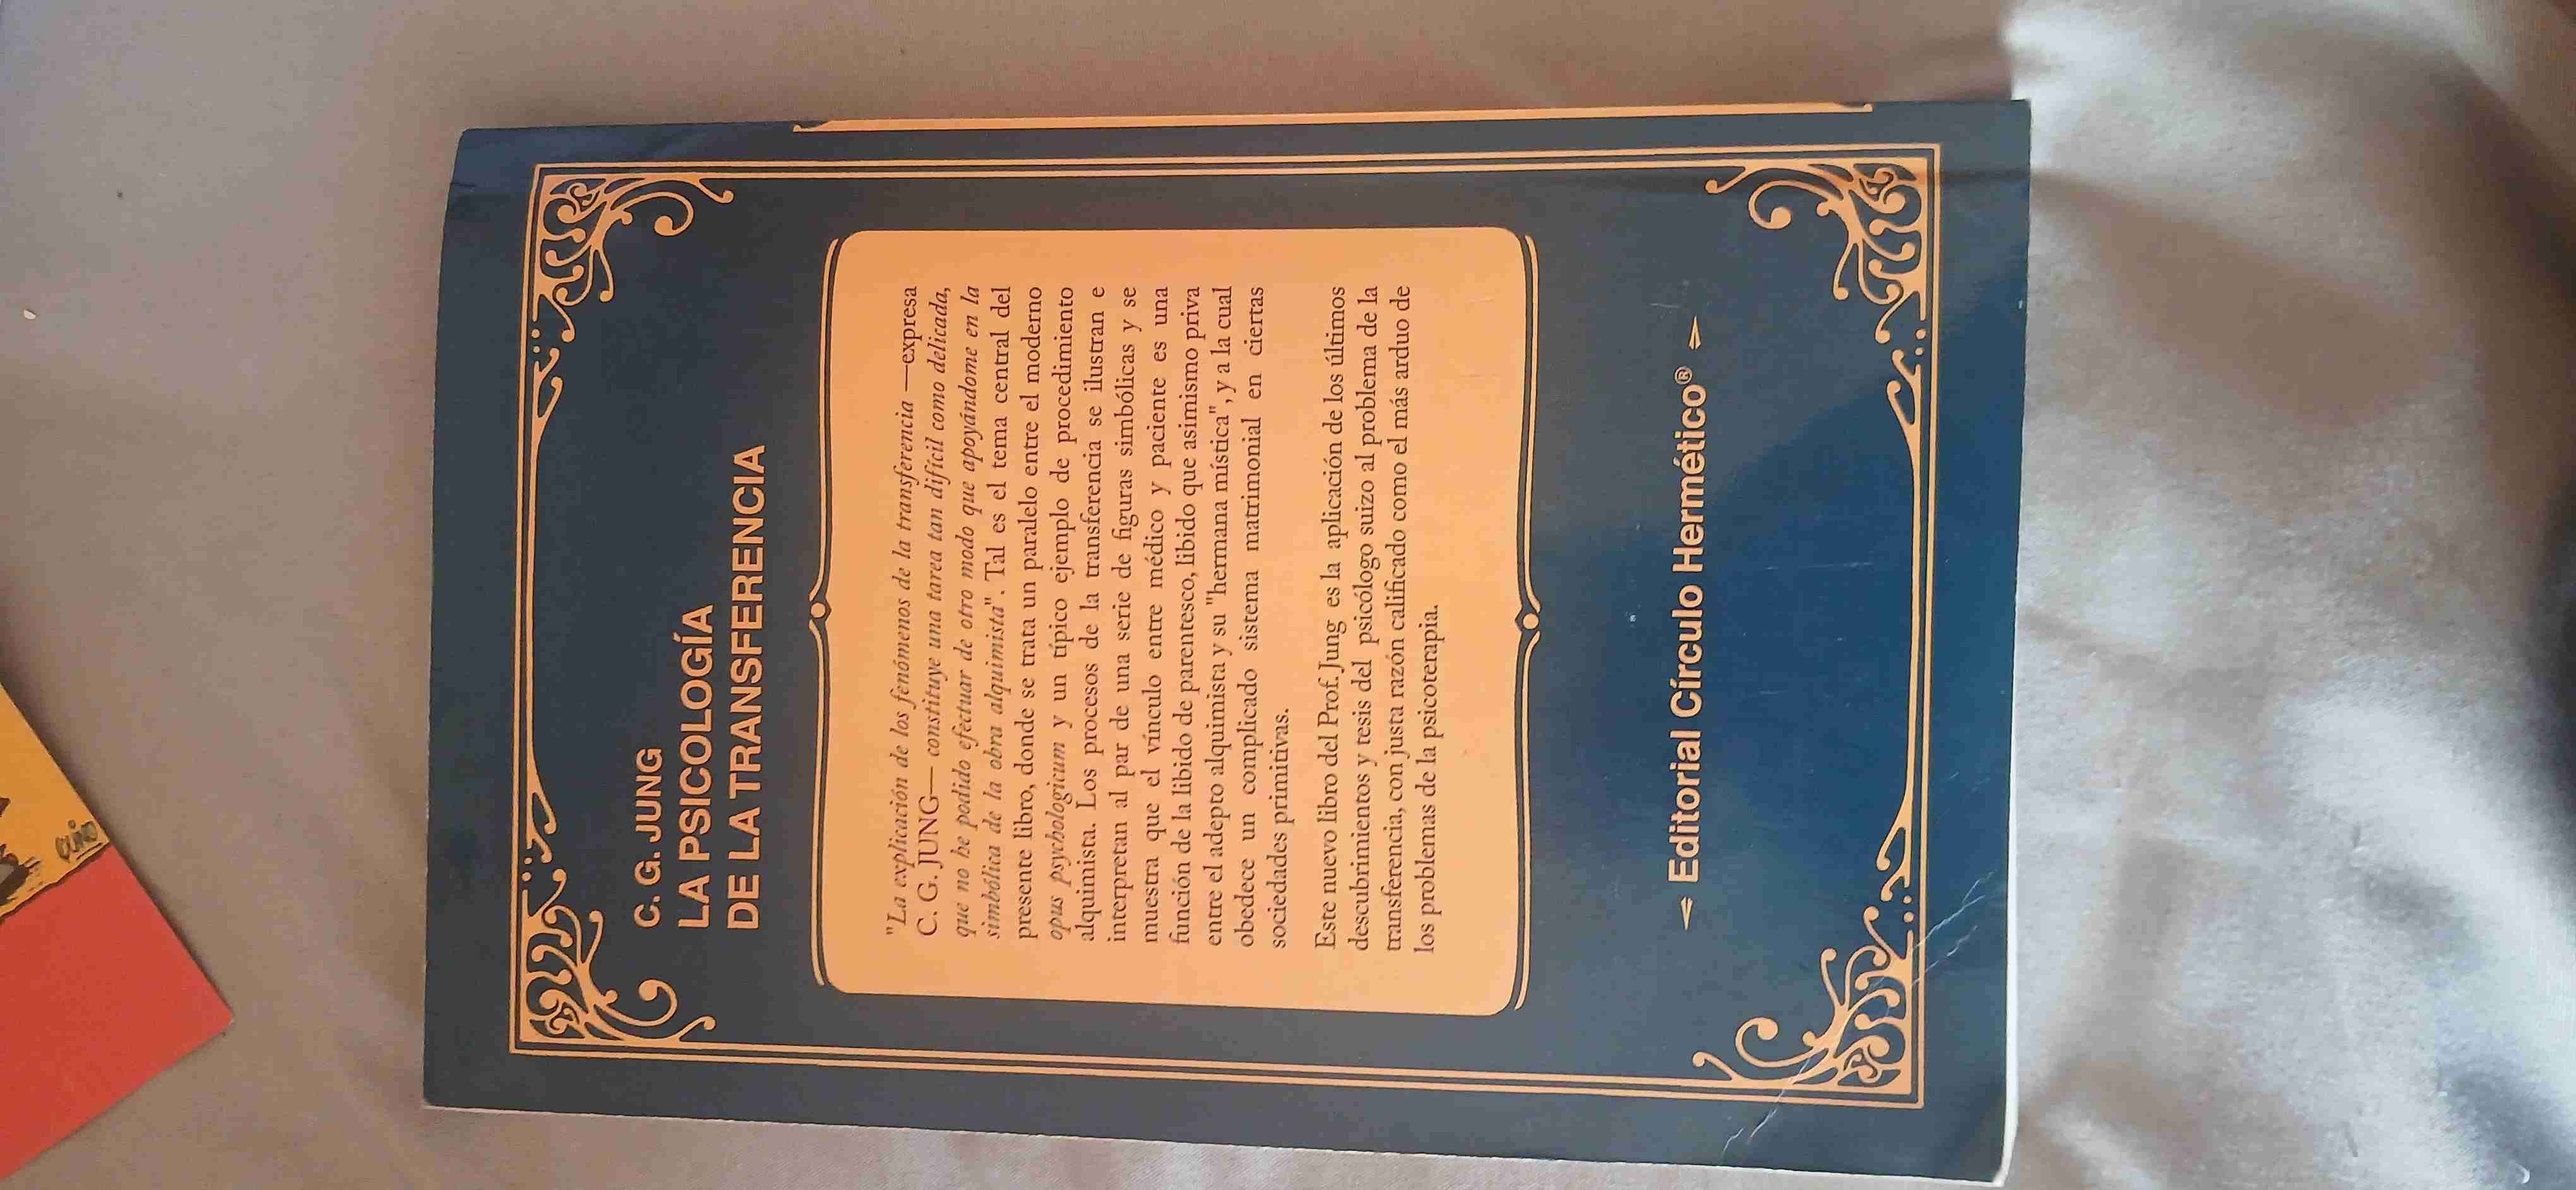 C. G. JUNG
LA PSICOLOGÍA
DE LA TRANSFERENCIA
"La explicación de los fenómenos de la transferencia —expresa
C. G. JUNG— constituye una tarea tan difícil como delicada,
que no he podido efectuar de otro modo que apoyándome en la
simbólica de la obra alquimista". Tal es el tema central del
presente libro, donde se trata un paralelo entre el moderno
opus psychologicum y un típico ejemplo de procedimiento
alquimista. Los procesos de la transferencia se ilustran e
interpretan al par de una serie de figuras simbólicas y se
muestra que el vínculo entre médico y paciente es una
función de la libido de parentesco, libido que asimismo priva
entre el adepto alquimista y su "hermana mística", y a la cual
obedece un complicado sistema matrimonial en ciertas
sociedades primitivas.
Este nuevo libro del Prof. Jung es la aplicación de los últimos
descubrimientos y tesis del psicólogo suizo al problema de la
transferencia, con justa razón calificado como el más arduo de
los problemas de la psicoterapia.
Editorial Círculo Hermético®